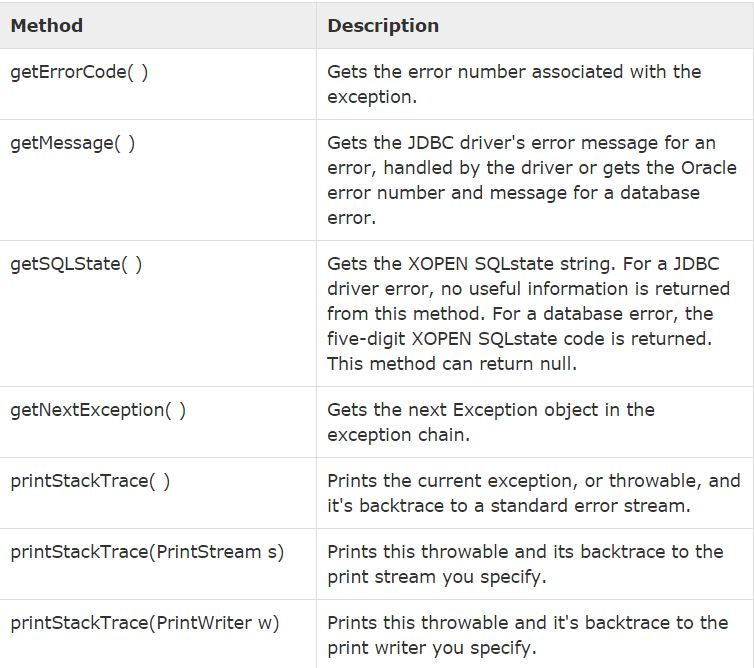 Method Description
getErrorCode( ) Gets the error number associated with the
exception.
getMessage( ) Gets the JDBC driver's error message for an
error, handled by the driver or gets the Oracle
error number and message for a database
error.
getSQLState( ) Gets the XOPEN SQLstate string. For a JDBC
driver error, no useful information is returned
from this method. For a database error, the
five-digit XOPEN SQLstate code is returned.
This method can return null.
getNextException( ) Gets the next Exception object in the
exception chain.
printStackTrace( ) Prints the current exception, or throwable, and
it's backtrace to a standard error stream.
printStackTrace(PrintStream s) Prints this throwable and its backtrace to the
print stream you specify.
printStackTrace(PrintWriter w) Prints this throwable and it's backtrace to the
print writer you specify.